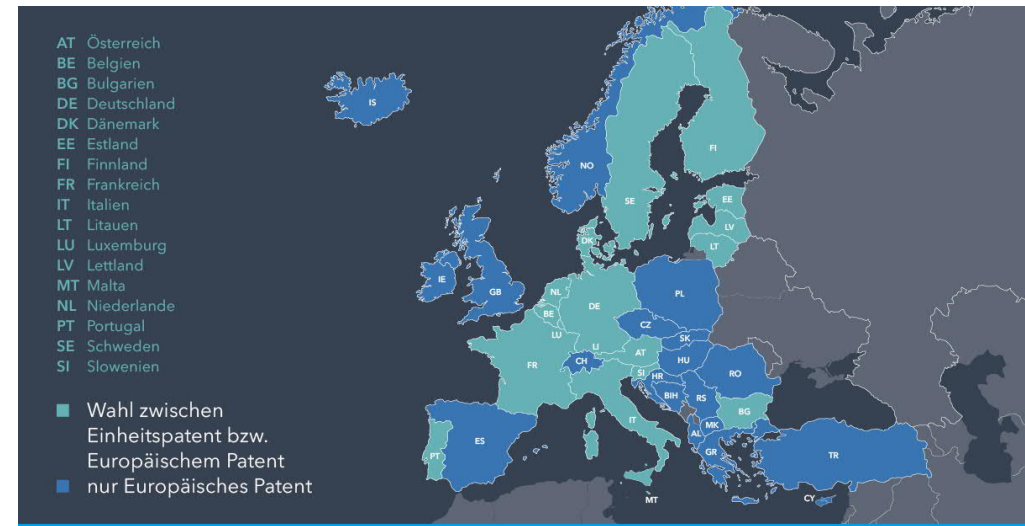 AT Österreich
BE Belgien
BG Bulgarien
DE Deutschland
DK Dänemark
EE Estland
FI Finnland
FR Frankreich
IT Italien
LT Litauen
LU Luxemburg
LV Lettland
MT Malta
NL Niederlande
PT Portugal
SE Schweden
SI Slowenien
Wahl zwischen
Einheitspatent bzw.
Europäischem Patent
nur Europäisches Patent
IS
NO
FI
SE
EE
LV
LT
DK
IE
GB
NL
DE
PL
BE
LU
CZ
SK
LI
CH
AT
HU
FR
SI
HR
RO
BIH
RS
BG
IT
MK
AL
GR
ES
PT
TR
MT
CY